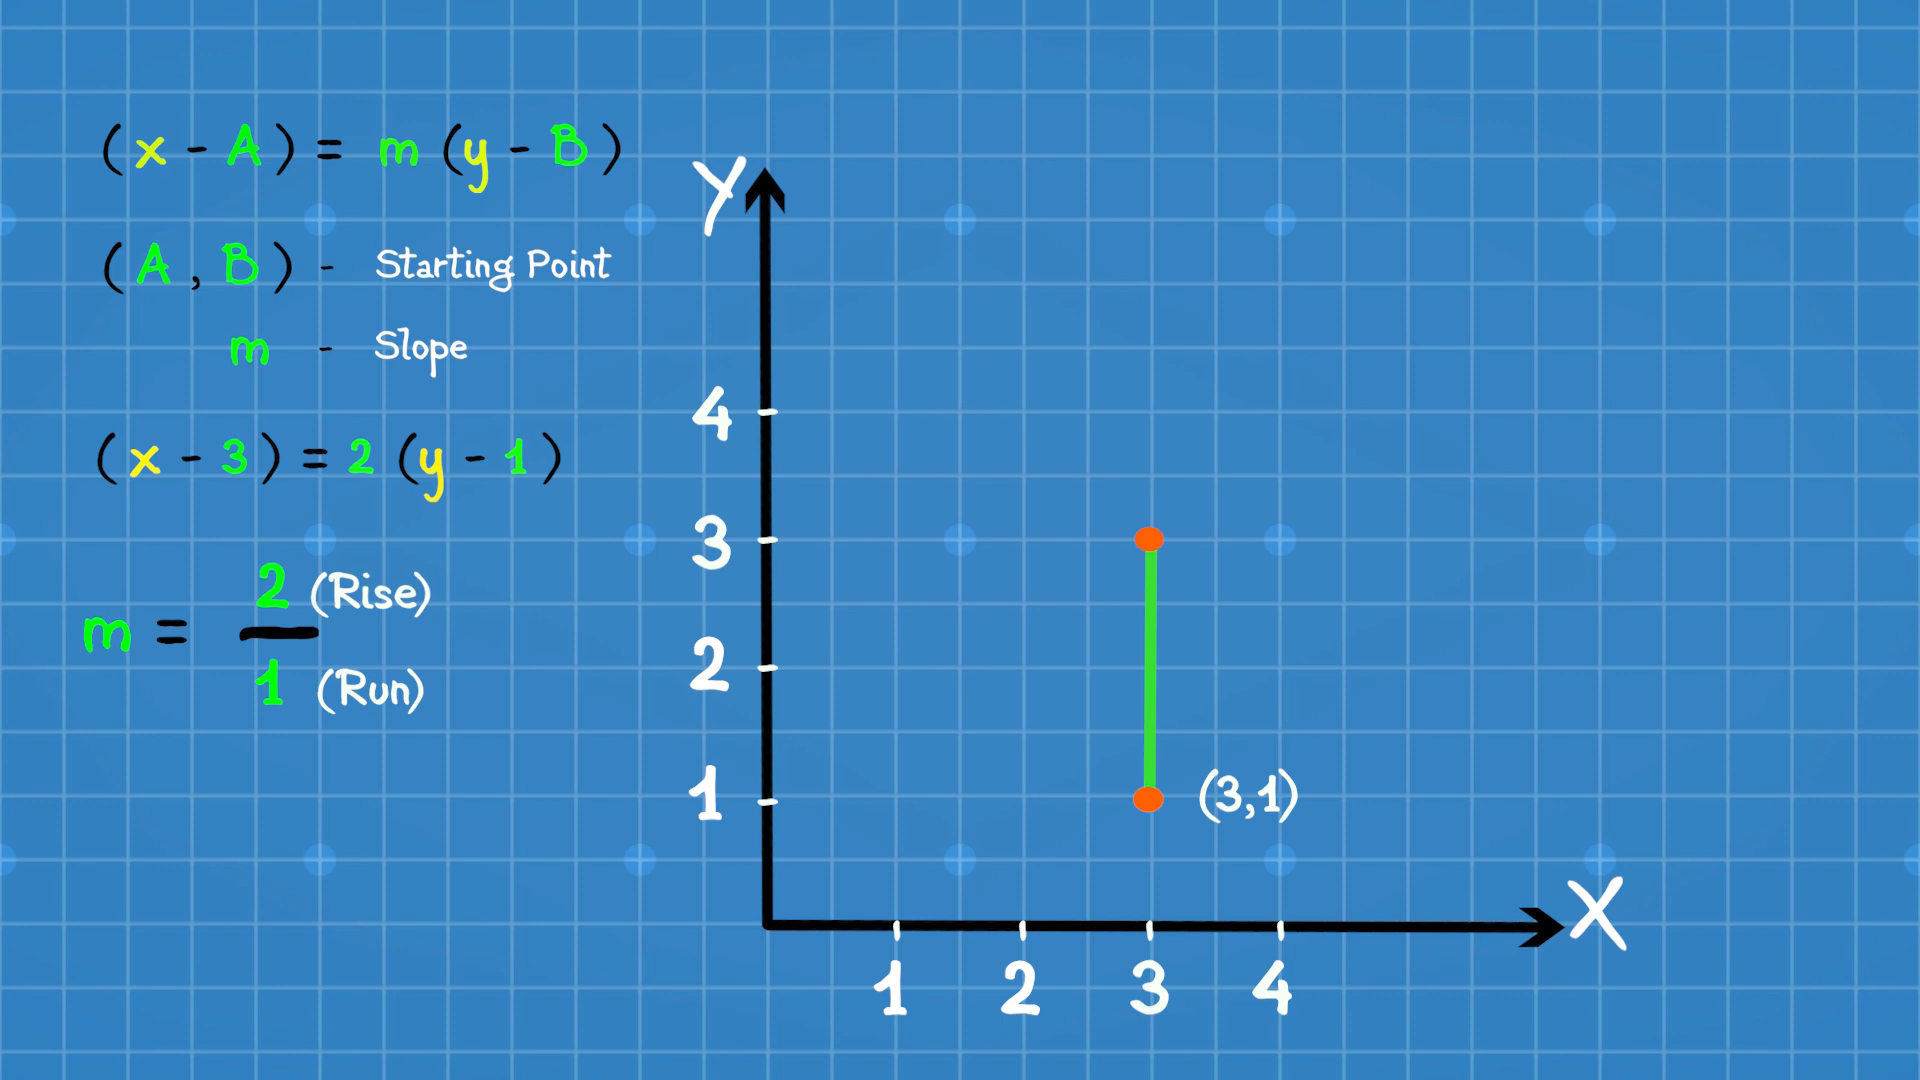 (x - A) = m (y - B)
(A, B) - Starting Point
m - Slope
(x - 3) = 2 (y - 1)
m = 2 (Rise)
1 (Run)
Y
4
3
2
1
(3,1)
X
1 2 3 4